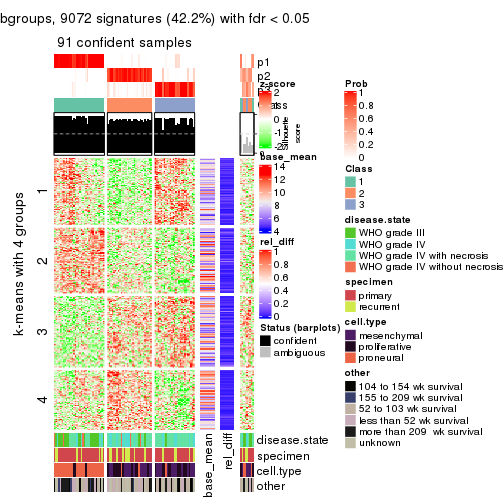 bgroups, 9072 signatures (42.2%) with fdr < 0.05
91 confident samples
p1
p2
p3
Class
z-score
2
1
0
-1
-2
silhouette
score
k-means with 4 groups
1
2
3
4
base_mean
14
12
10
8
6
4
rel_diff
1
0.8
0.6
0.4
0.2
0
Status (barplots)
confident
ambiguous
base_mean
rel_diff
disease.state
specimen
cell.type
other
Prob
1
0.8
0.6
0.4
0.2
0
Class
1
2
3
disease.state
WHO grade III
WHO grade IV
WHO grade IV with necrosis
WHO grade IV without necrosis
specimen
primary
recurrent
cell.type
mesenchymal
proliferative
proneural
other
104 to 154 wk survival
155 to 209 wk survival
52 to 103 wk survival
less than 52 wk survival
more than 209 wk survival
unknown